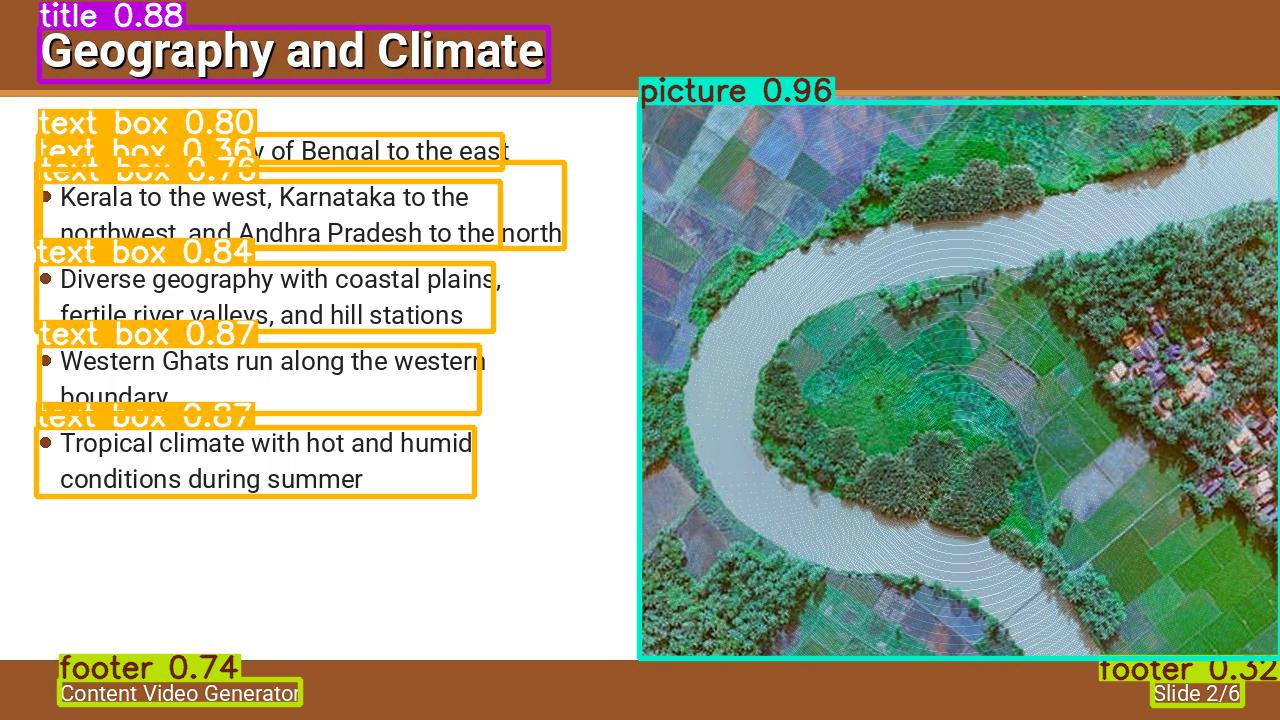 title 0.88
Geography and Climate
picture 0.96
text box 0.80
text box 0.36
of Bengal to the east
text box 0.76
Kerala to the west, Karnataka to the
northwest, and Andhra Pradesh to the north
text box 0.84
Diverse geography with coastal plains,
fertile river valleys, and hill stations
text box 0.87
Western Ghats run along the western
boundary
text box 0.87
Tropical climate with hot and humid
conditions during summer
footer 0.74
Content Video Generator
footer 0.32
Slide 2/6